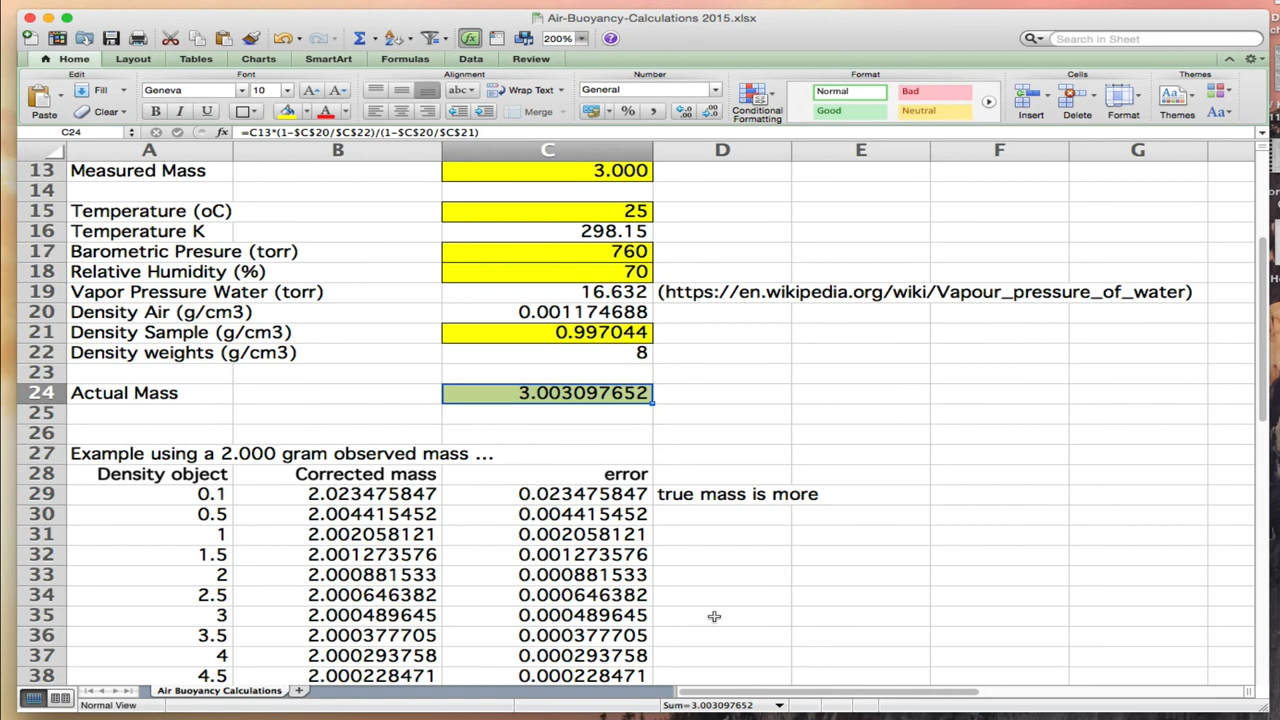 Air-Buoyancy-Calculations 2015.xlsx
200% Search in Sheet
Home Layout Tables Charts SmartArt Formulas Data Review
Edit Font Alignment Number Format Cells Themes
Fill Geneva 10 abc Wrap Text General Normal Bad
Paste Clear B I U A Merge % Conditional Formatting Good Neutral Insert Delete Format Themes Aa
C24 fx =C13*(1-$C$20/$C$22)/(1-$C$20/$C$21)
A B C D E F G
13 Measured Mass 3.000
14
15 Temperature (oC) 25
16 Temperature K 298.15
17 Barometric Presure (torr) 760
18 Relative Humidity (%) 70
19 Vapor Pressure Water (torr) 16.632 (https://en.wikipedia.org/wiki/Vapour_pressure_of_water)
20 Density Air (g/cm3) 0.001174688
21 Density Sample (g/cm3) 0.997044
22 Density weights (g/cm3) 8
23
24 Actual Mass 3.003097652
25
26
27 Example using a 2.000 gram observed mass ...
28 Density object Corrected mass error
29 0.1 2.023475847 0.023475847 true mass is more
30 0.5 2.004415452 0.004415452
31 1 2.002058121 0.002058121
32 1.5 2.001273576 0.001273576
33 2 2.000881533 0.000881533
34 2.5 2.000646382 0.000646382
35 3 2.000489645 0.000489645
36 3.5 2.000377705 0.000377705
37 4 2.000293758 0.000293758
38 4.5 2.000228471 0.000228471
Air Buoyancy Calculations
Normal View Sum=3.003097652